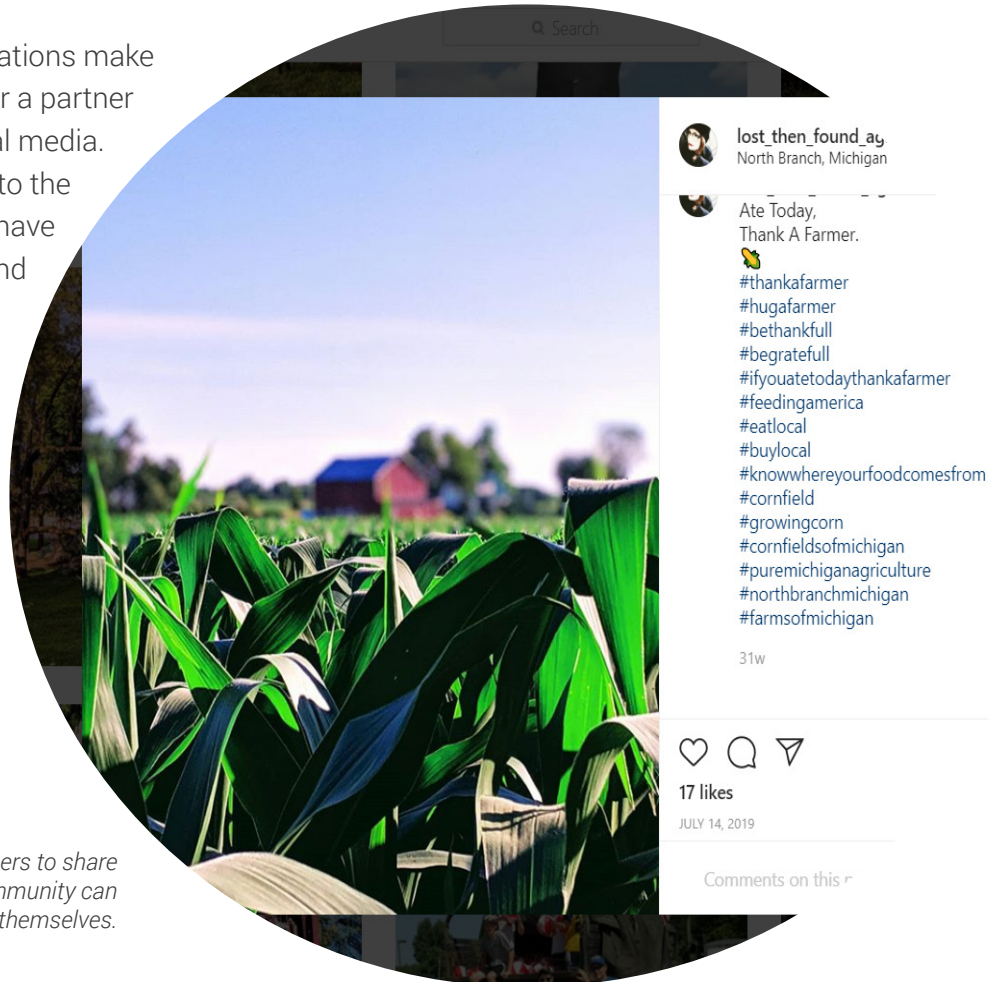 ations make
r a partner
al media.
to the
have
nd
Search
lost_then_found_ag
North Branch, Michigan
Ate Today,
Thank A Farmer.
#thankafarmer
#hugafarmer
#bethankfull
#begratefull
#ifyouatetodaythankafarmer
#feedingamerica
#eatlocal
#buylocal
#knowwhereyourfoodcomesfrom
#cornfield
#growingcorn
#cornfieldsofmichigan
#puremichiganagriculture
#northbranchmichigan
#farmsofmichigan
31w
17 likes
JULY 14, 2019
Comments on this
ers to share
mmunity can
themselves.